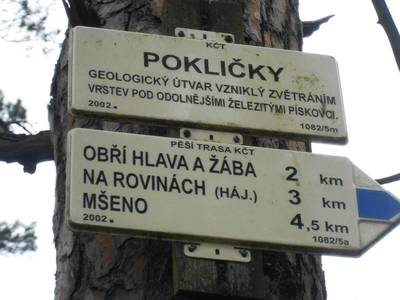 KČT
POKLIČKY
GEOLOGICKÝ ÚTVAR VZNIKLÝ ZVĚTRÁNÍM
VRSTEV POD ODOLNĚJŠÍMI ŽELEZITÝMI PÍSKOVCI.
2002. 1082/5m
PĚŠÍ TRASA KČT
OBŘÍ HLAVA A ŽÁBA 2 km
NA ROVINÁCH (HÁJ.) 3 km
MŠENO 4,5 km
2002. 1082/5a